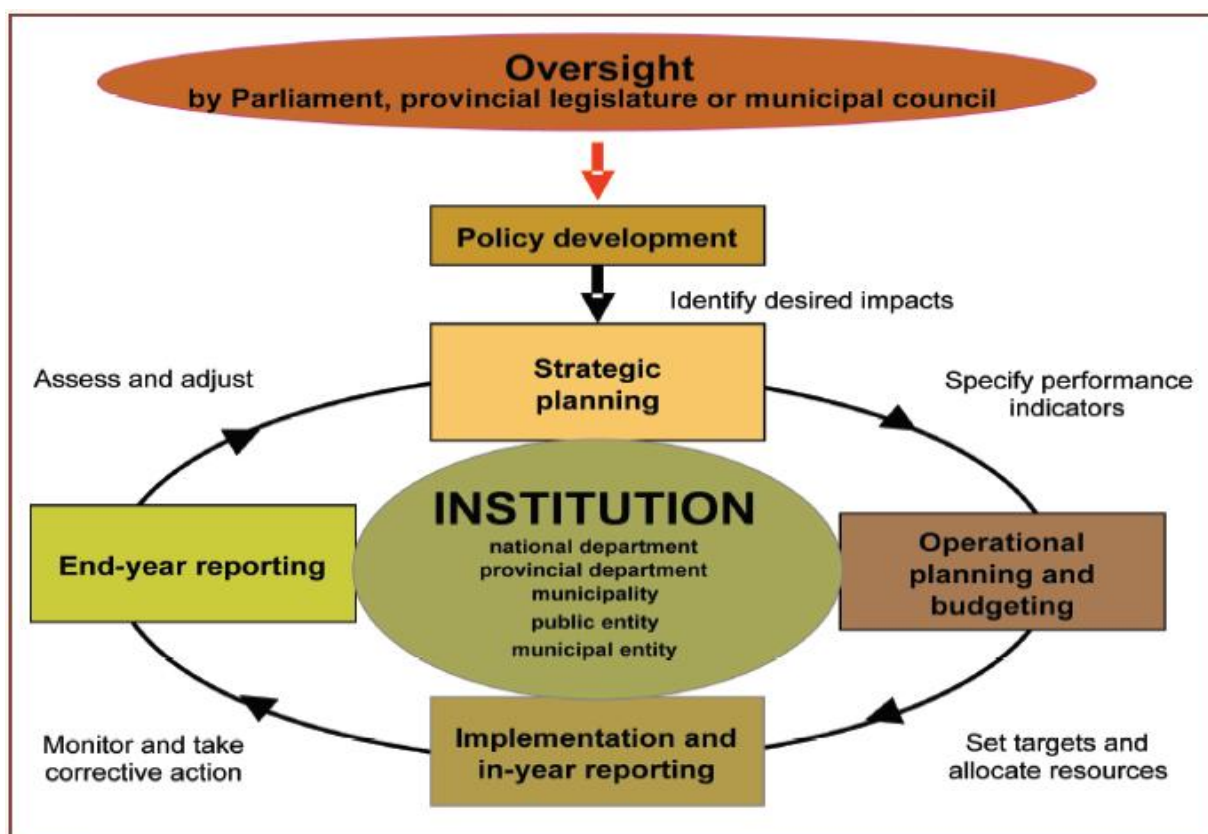 Oversight
by Parliament, provincial legislature or municipal council
Policy development
Identify desired impacts
Strategic
planning
Assess and adjust
Specify performance
indicators
INSTITUTION
national department
provincial department
municipality
public entity
municipal entity
End-year reporting
Operational
planning and
budgeting
Implementation and
in-year reporting
Monitor and take
corrective action
Set targets and
allocate resources